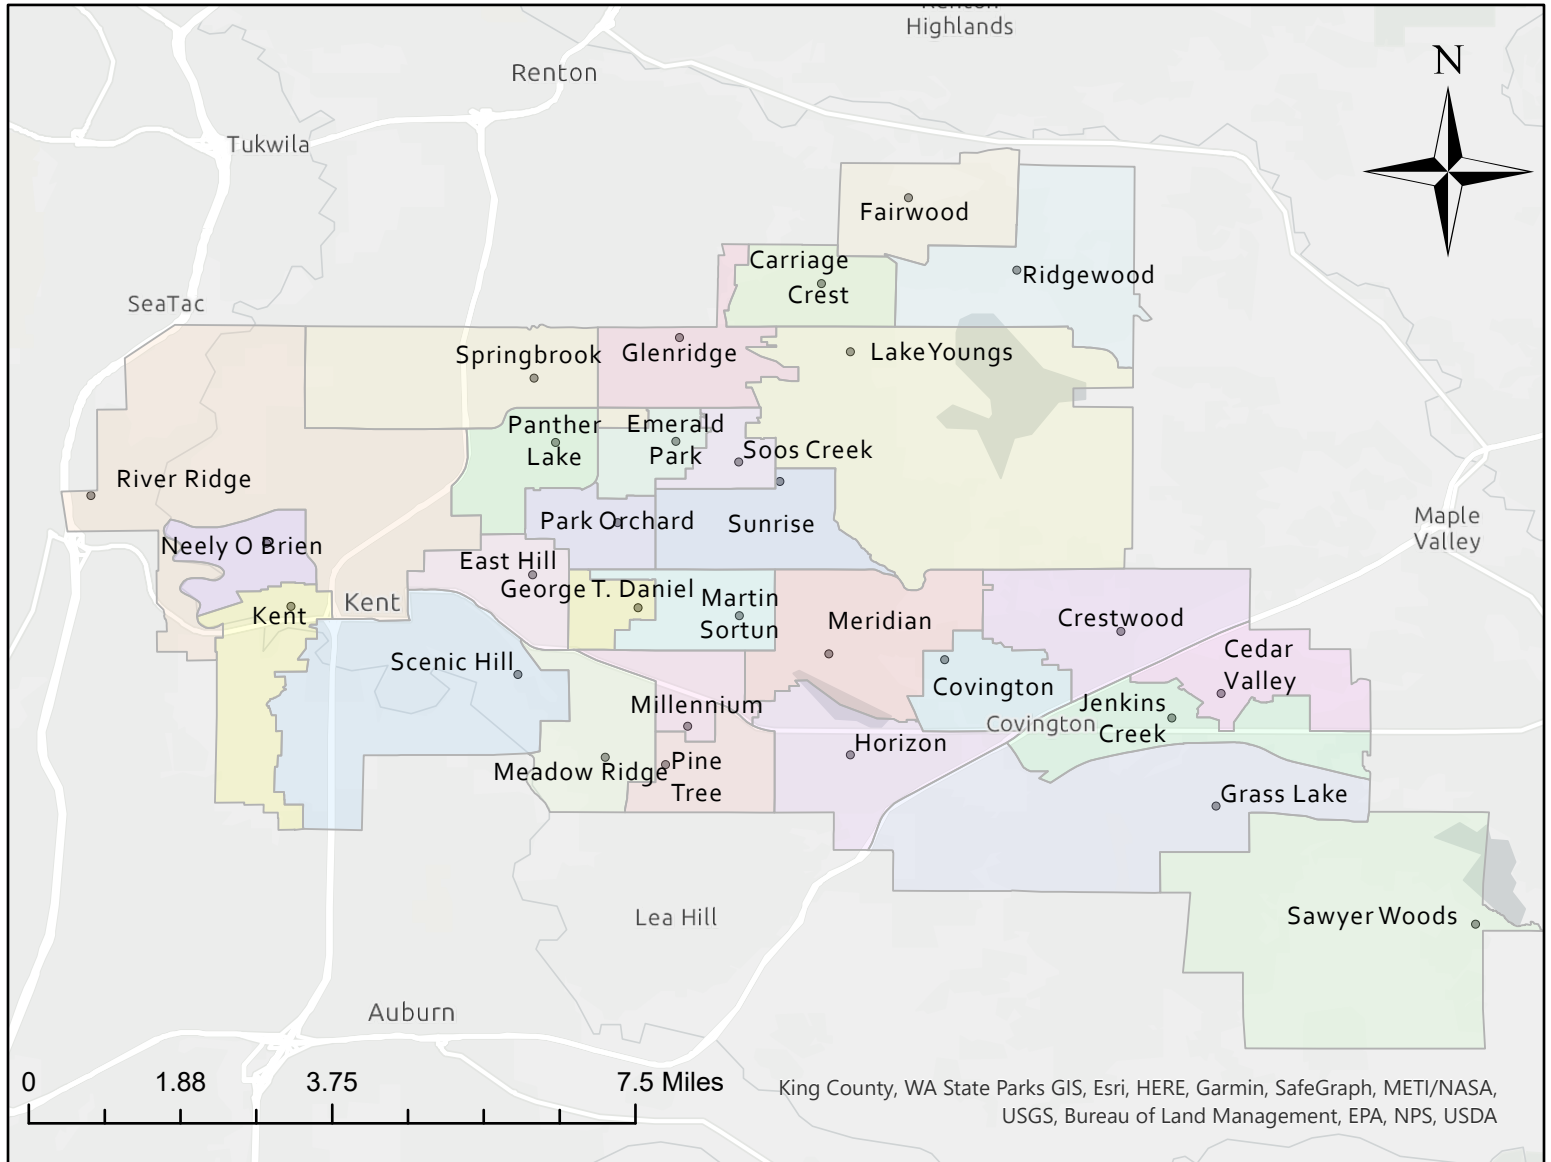 Renton
Highlands
N
Renton
Tukwila
Fairwood
Carriage
Crest
Ridgewood
SeaTac
Springbrook
Glenridge
Lake Youngs
Panther
Lake
Emerald
Park
Soos Creek
River Ridge
Park Orchard
Sunrise
Maple
Valley
Neely O Brien
East Hill
George T. Daniel
Martin
Sortun
Kent
Kent
Meridian
Crestwood
Scenic Hill
Cedar
Valley
Covington
Millennium
Jenkins
Creek
Covington
Horizon
Meadow Ridge
Pine
Tree
Grass Lake
Lea Hill
Sawyer Woods
Auburn
0 1.88 3.75 7.5 Miles
King County, WA State Parks GIS, Esri, HERE, Garmin, SafeGraph, METI/NASA,
USGS, Bureau of Land Management, EPA, NPS, USDA